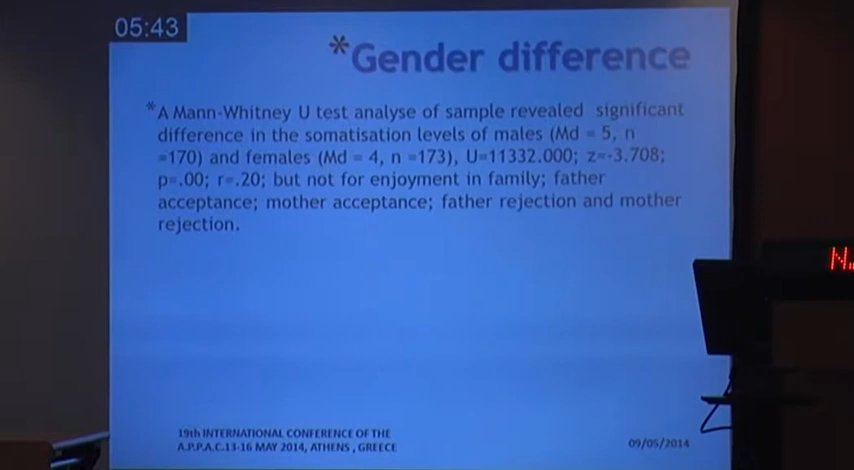 05:43
*Gender difference
*A Mann-Whitney U test analyse of sample revealed significant
difference in the somatisation levels of males (Md = 5, n
=170) and females (Md = 4, n =173), U=11332.000; z=-3.708;
p=.00; r=.20; but not for enjoyment in family; father
acceptance; mother acceptance; father rejection and mother
rejection.
19th INTERNATIONAL CONFERENCE OF THE
A.P.P.A.C.13-16 MAY 2014, ATHENS , GREECE
09/05/2014